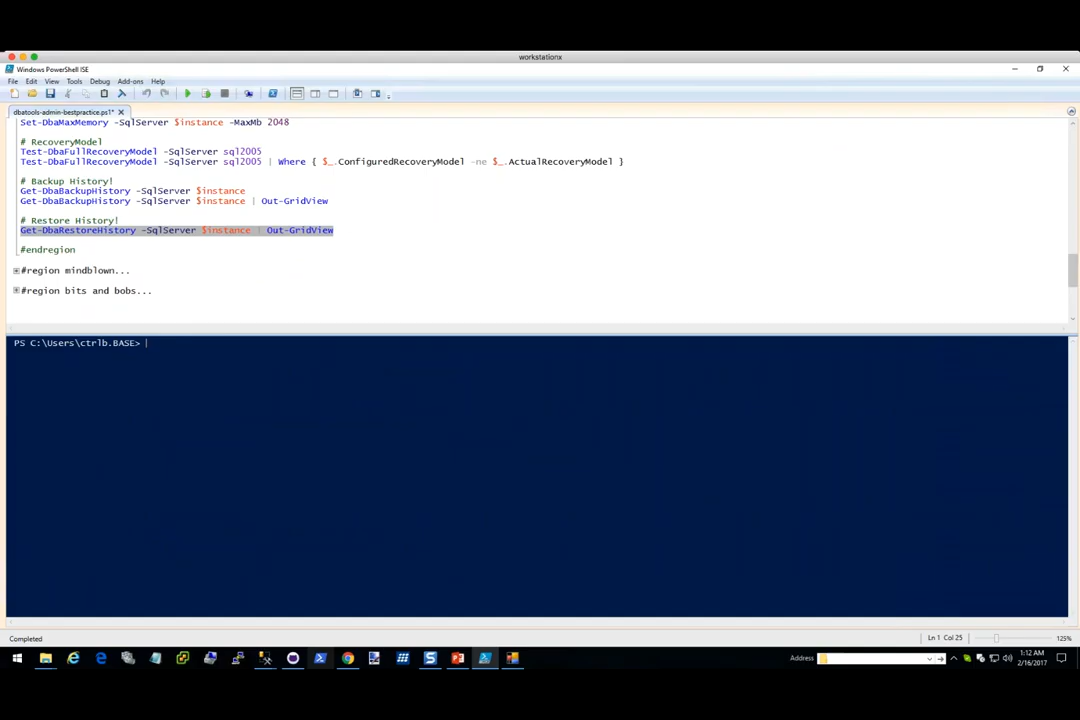 workstationx
Windows PowerShell ISE
File Edit View Tools Debug Add-ons Help
dbatools-admin-bestpractice.ps1*
Set-DbaMaxMemory -SqlServer $instance -MaxMb 2048
# RecoveryModel
Test-DbaFullRecoveryModel -SqlServer sql2005
Test-DbaFullRecoveryModel -SqlServer sql2005 | Where { $_.ConfiguredRecoveryModel -ne $_.ActualRecoveryModel }
# Backup History!
Get-DbaBackupHistory -SqlServer $instance
Get-DbaBackupHistory -SqlServer $instance | Out-GridView
# Restore History!
Get-DbaRestoreHistory -SqlServer $instance | Out-GridView
#endregion
#region mindblown...
#region bits and bobs...
PS C:\Users\ctrlb.BASE>
Completed
Ln 1 Col 25
125%
Address
1:12 AM
2/16/2017